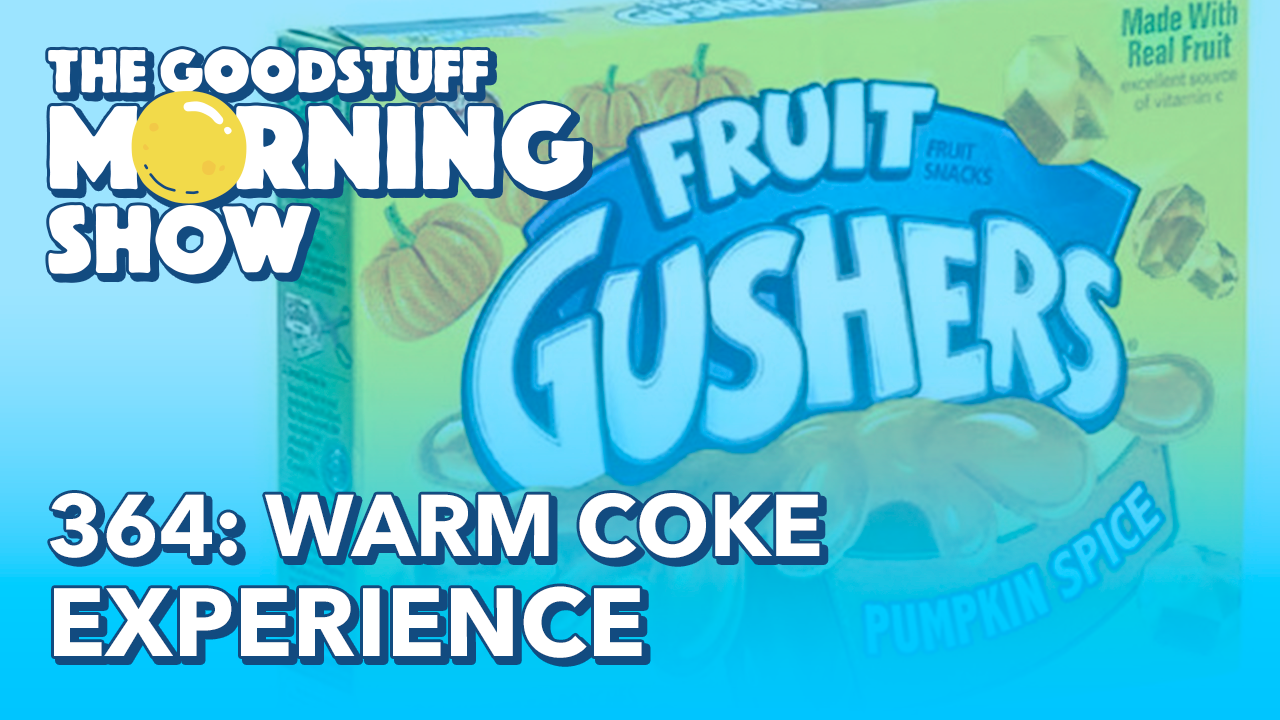 THE GOODSTUFF
MORNING
SHOW
Made With
Real Fruit
excellent source
of vitamin c
FRUIT
FRUIT
SNACKS
GUSHERS
PUMPKIN SPICE
364: WARM COKE
EXPERIENCE